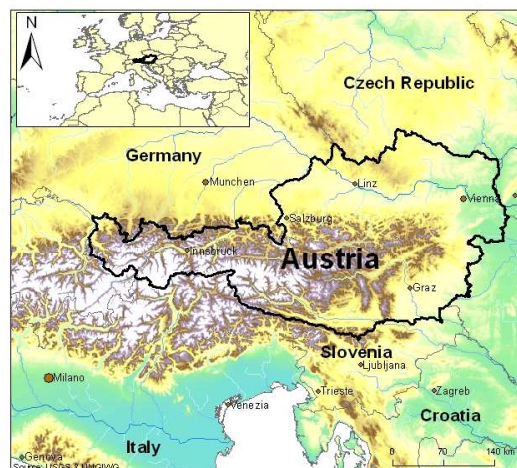 N
Czech Republic
Germany
Munchen
Linz
Vienna
Salzburg
Innsbruck
Austria
Graz
Slovenia
Ljubljana
Milano
Trieste
Zagreb
Venezia
Croatia
Italy
Genova
0 70 140 km